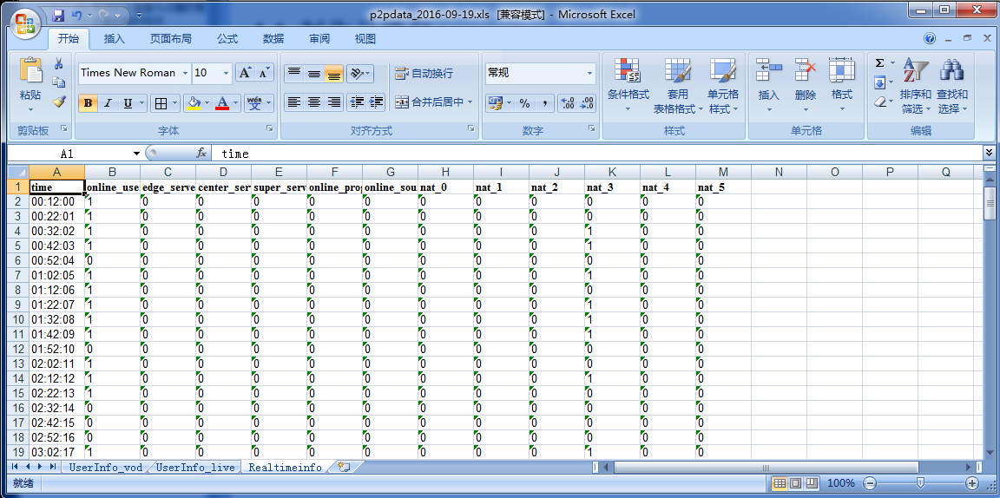 p2pdata_2016-09-19.xls [兼容模式] - Microsoft Excel
开始 插入 页面布局 公式 数据 审阅 视图
粘贴 Times New Roman 10 A A 自动换行 常规 条件格式 套用 表格格式 单元格 样式 插入 删除 格式 Σ 排序和 筛选 查找和 选择
B I U A wén 文 合并后居中 % , .00 .00
剪贴板 字体 对齐方式 数字 样式 单元格 编辑
A1 fx time
A B C D E F G H I J K L M N O P Q
1 time online_use edge_serve center_ser super_serv online_prog online_sou nat_0 nat_1 nat_2 nat_3 nat_4 nat_5
2 00:12:00 1 0 0 0 0 0 0 0 0 0 0 0
3 00:22:01 1 0 0 0 0 0 0 0 0 0 0 0
4 00:32:02 1 0 0 0 0 0 0 0 0 1 0 0
5 00:42:03 1 0 0 0 0 0 0 0 0 1 0 0
6 00:52:04 0 0 0 0 0 0 0 0 0 0 0 0
7 01:02:05 1 0 0 0 0 0 0 0 0 1 0 0
8 01:12:06 0 0 0 0 0 0 0 0 0 0 0 0
9 01:22:07 1 0 0 0 0 0 0 0 0 1 0 0
10 01:32:08 1 0 0 0 0 0 0 0 0 1 0 0
11 01:42:09 1 0 0 0 0 0 0 0 0 1 0 0
12 01:52:10 0 0 0 0 0 0 0 0 0 0 0 0
13 02:02:11 1 0 0 0 0 0 0 0 0 0 0 0
14 02:12:12 1 0 0 0 0 0 0 0 0 1 0 0
15 02:22:13 1 0 0 0 0 0 0 0 0 0 0 0
16 02:32:14 0 0 0 0 0 0 0 0 0 0 0 0
17 02:42:15 0 0 0 0 0 0 0 0 0 0 0 0
18 02:52:16 0 0 0 0 0 0 0 0 0 0 0 0
19 03:02:17 1 0 0 0 0 0 0 0 0 1 0 0
UserInfo_vod UserInfo_live Realtimeinfo
就绪 100%